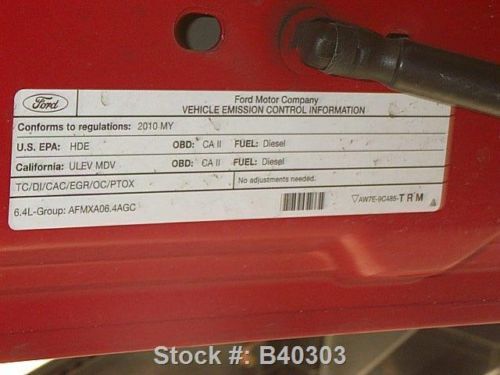 Ford
Ford Motor Company
VEHICLE EMISSION CONTROL INFORMATION
Conforms to regulations: 2010 MY
U.S. EPA: HDE OBD: CA II FUEL: Diesel
California: ULEV MDV OBD: CA II FUEL: Diesel
TC/DI/CAC/EGR/OC/PTOX No adjustments needed.
6.4L-Group: AFMXA06.4AGC ▽AW7E-9C485-TRM △
Stock #: B40303